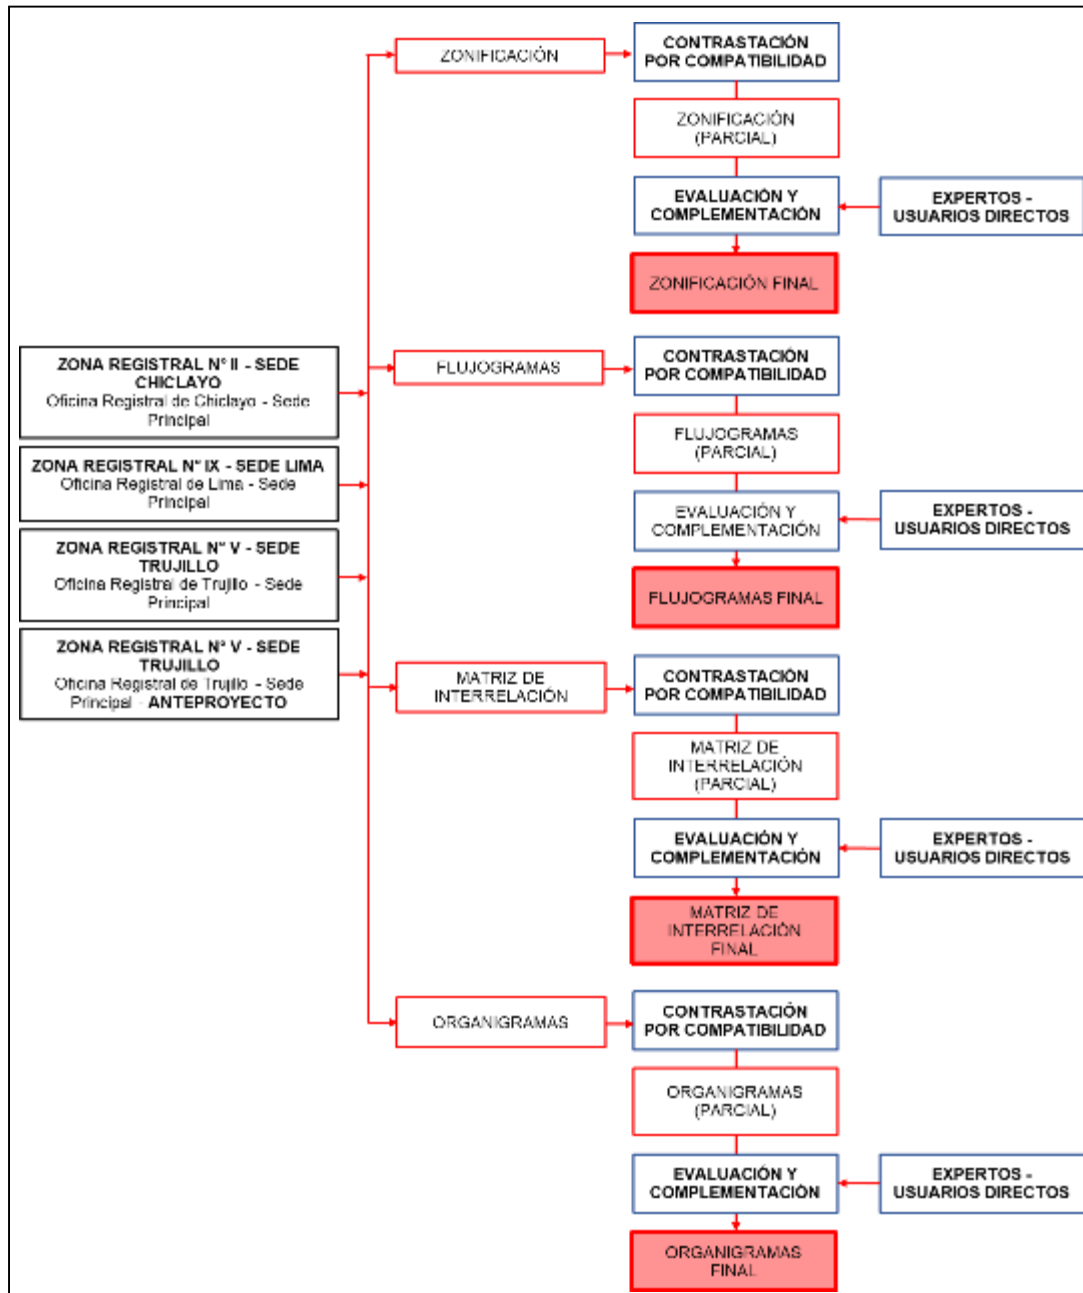 ZONA REGISTRAL N° II - SEDE
CHICLAYO
Oficina Registral de Chiclayo - Sede
Principal
ZONA REGISTRAL N° IX - SEDE LIMA
Oficina Registral de Lima - Sede
Principal
ZONA REGISTRAL N° V - SEDE
TRUJILLO
Oficina Registral de Trujillo - Sede
Principal
ZONA REGISTRAL N° V - SEDE
TRUJILLO
Oficina Registral de Trujillo - Sede
Principal - ANTEPROYECTO
ZONIFICACIÓN
CONTRASTACIÓN
POR COMPATIBILIDAD
ZONIFICACIÓN
(PARCIAL)
EVALUACIÓN Y
COMPLEMENTACIÓN
EXPERTOS -
USUARIOS DIRECTOS
ZONIFICACIÓN FINAL
FLUJOGRAMAS
CONTRASTACIÓN
POR COMPATIBILIDAD
FLUJOGRAMAS
(PARCIAL)
EVALUACIÓN Y
COMPLEMENTACIÓN
EXPERTOS -
USUARIOS DIRECTOS
FLUJOGRAMAS FINAL
MATRIZ DE
INTERRELACIÓN
CONTRASTACIÓN
POR COMPATIBILIDAD
MATRIZ DE
INTERRELACIÓN
(PARCIAL)
EVALUACIÓN Y
COMPLEMENTACIÓN
EXPERTOS -
USUARIOS DIRECTOS
MATRIZ DE
INTERRELACIÓN
FINAL
ORGANIGRAMAS
CONTRASTACIÓN
POR COMPATIBILIDAD
ORGANIGRAMAS
(PARCIAL)
EVALUACIÓN Y
COMPLEMENTACIÓN
EXPERTOS -
USUARIOS DIRECTOS
ORGANIGRAMAS
FINAL